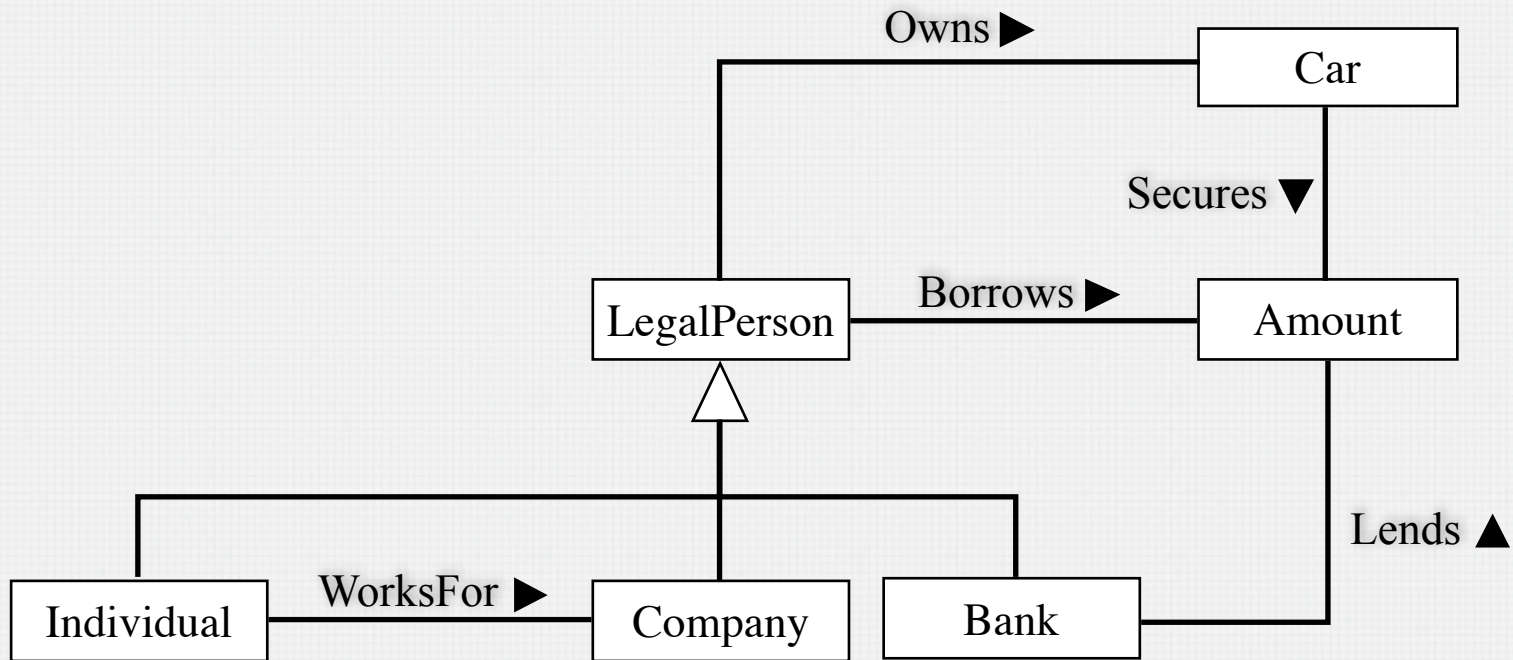 Owns ▶
Car
Secures ▼
Borrows ▶
LegalPerson
Amount
Lends ▲
WorksFor ▶
Individual
Company
Bank